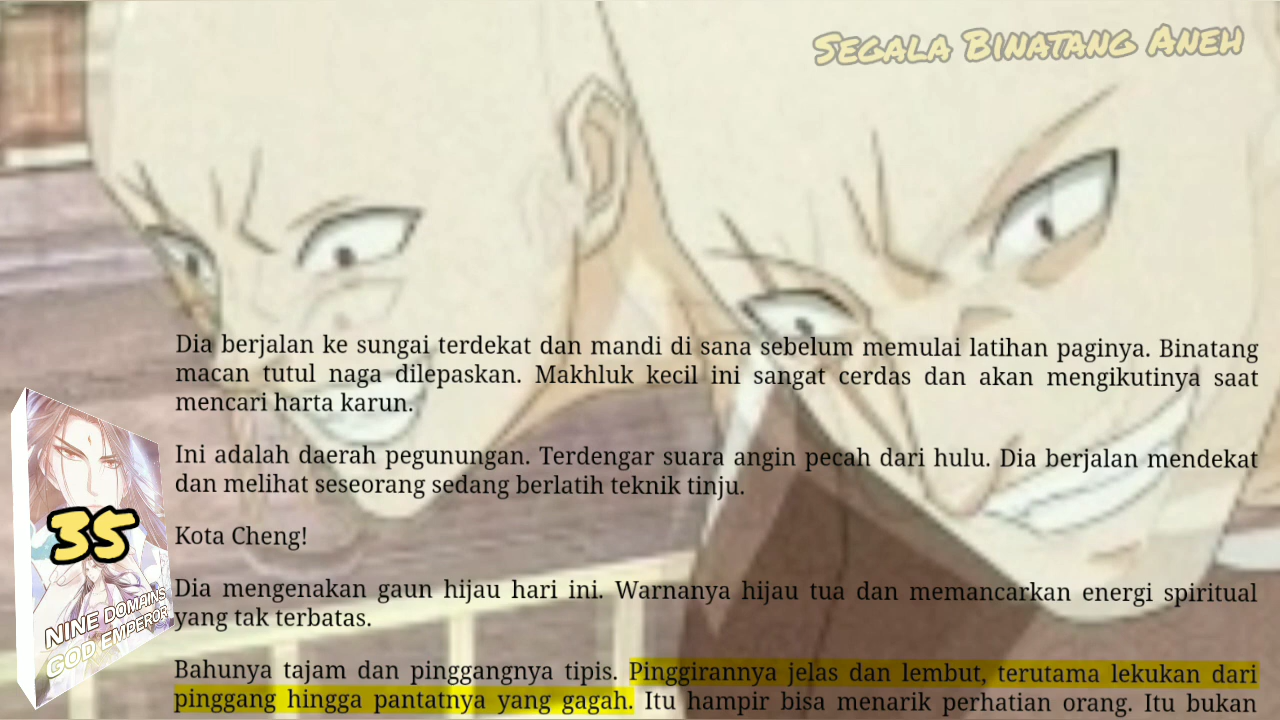 Segala Binatang Aneh
Dia berjalan ke sungai terdekat dan mandi di sana sebelum memulai latihan paginya. Binatang
macan tutul naga dilepaskan. Makhluk kecil ini sangat cerdas dan akan mengikutinya saat
mencari harta karun.
Ini adalah daerah pegunungan. Terdengar suara angin pecah dari hulu. Dia berjalan mendekat
dan melihat seseorang sedang berlatih teknik tinju.
Kota Cheng!
Dia mengenakan gaun hijau hari ini. Warnanya hijau tua dan memancarkan energi spiritual
yang tak terbatas.
Bahunya tajam dan pinggangnya tipis. Pinggirannya jelas dan lembut, terutama lekukan dari
pinggang hingga pantatnya yang gagah. Itu hampir bisa menarik perhatian orang. Itu bukan
35
NINE DOMAINS
GOD EMPEROR